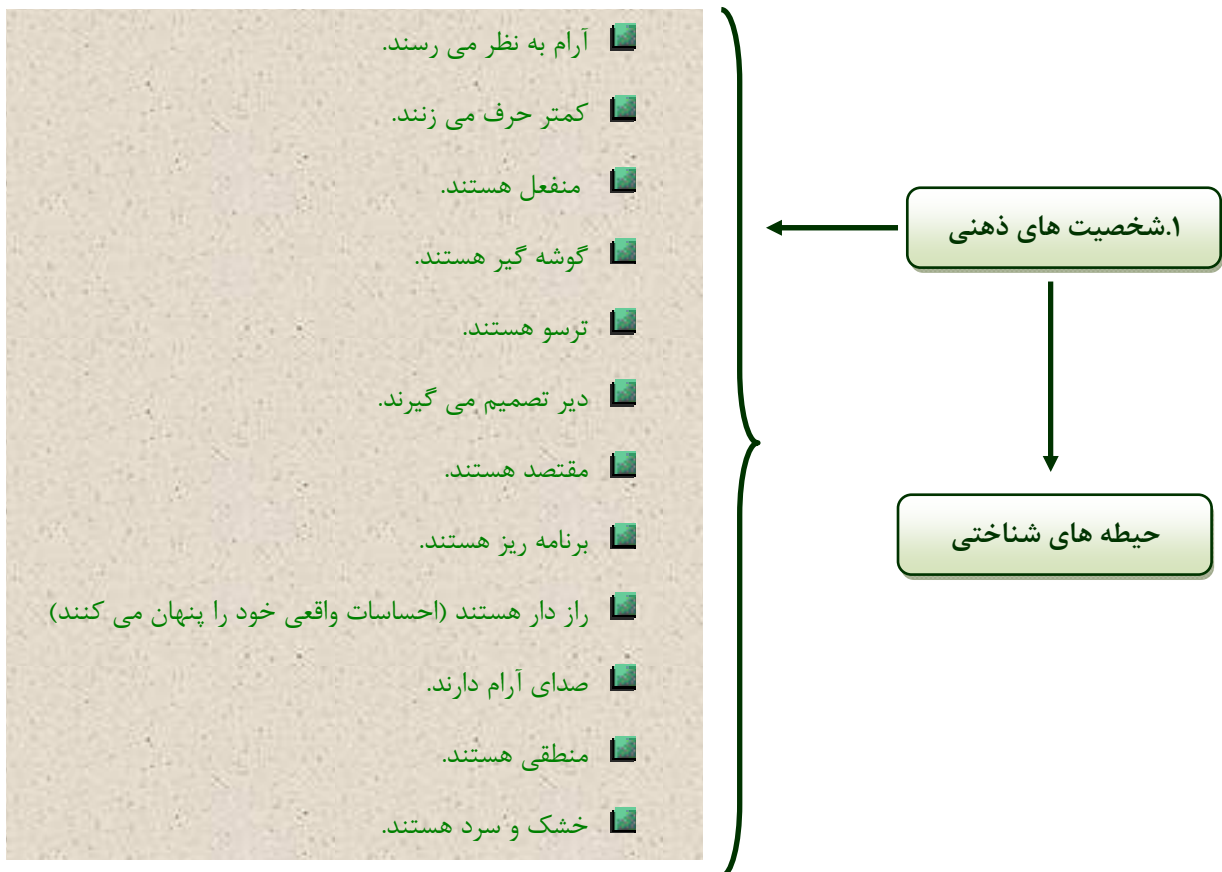 ۱.شخصیت های ذهنی
حیطه های شناختی
آرام به نظر می رسند.
کمتر حرف می زنند.
منفعل هستند.
گوشه گیر هستند.
ترسو هستند.
دیر تصمیم می گیرند.
مقتصد هستند.
برنامه ریز هستند.
راز دار هستند (احساسات واقعی خود را پنهان می کنند)
صدای آرام دارند.
منطقی هستند.
خشک و سرد هستند.